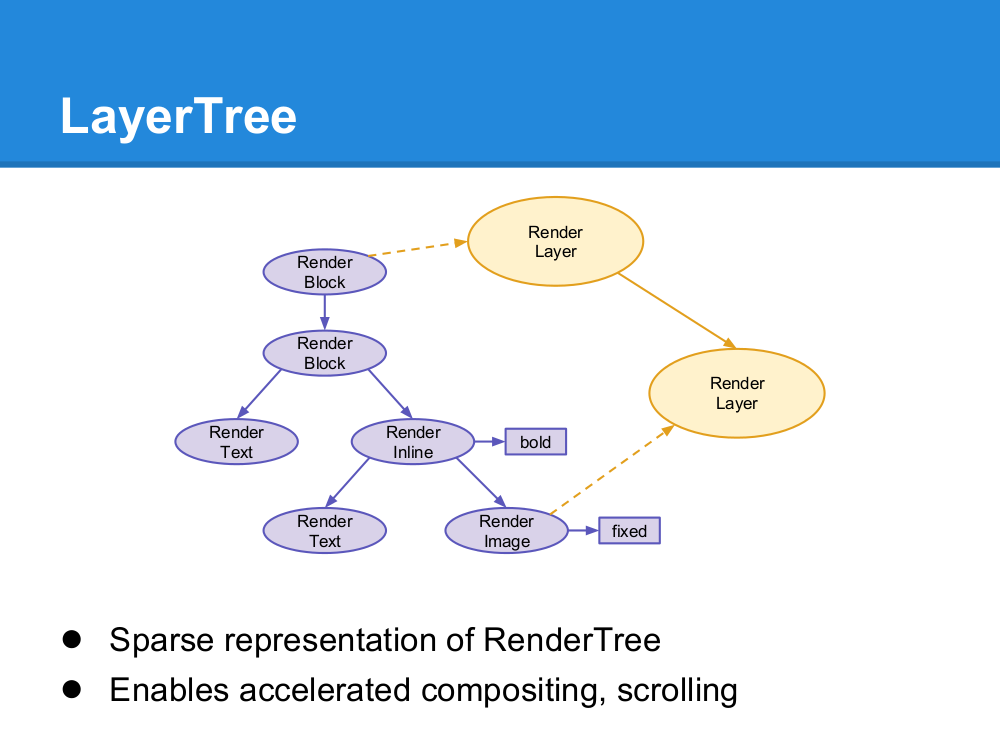 LayerTree
Render
Layer
Render
Block
Render
Block
Render
Layer
Render
Text
Render
Inline
bold
Render
Text
Render
Image
fixed
● Sparse representation of RenderTree
● Enables accelerated compositing, scrolling